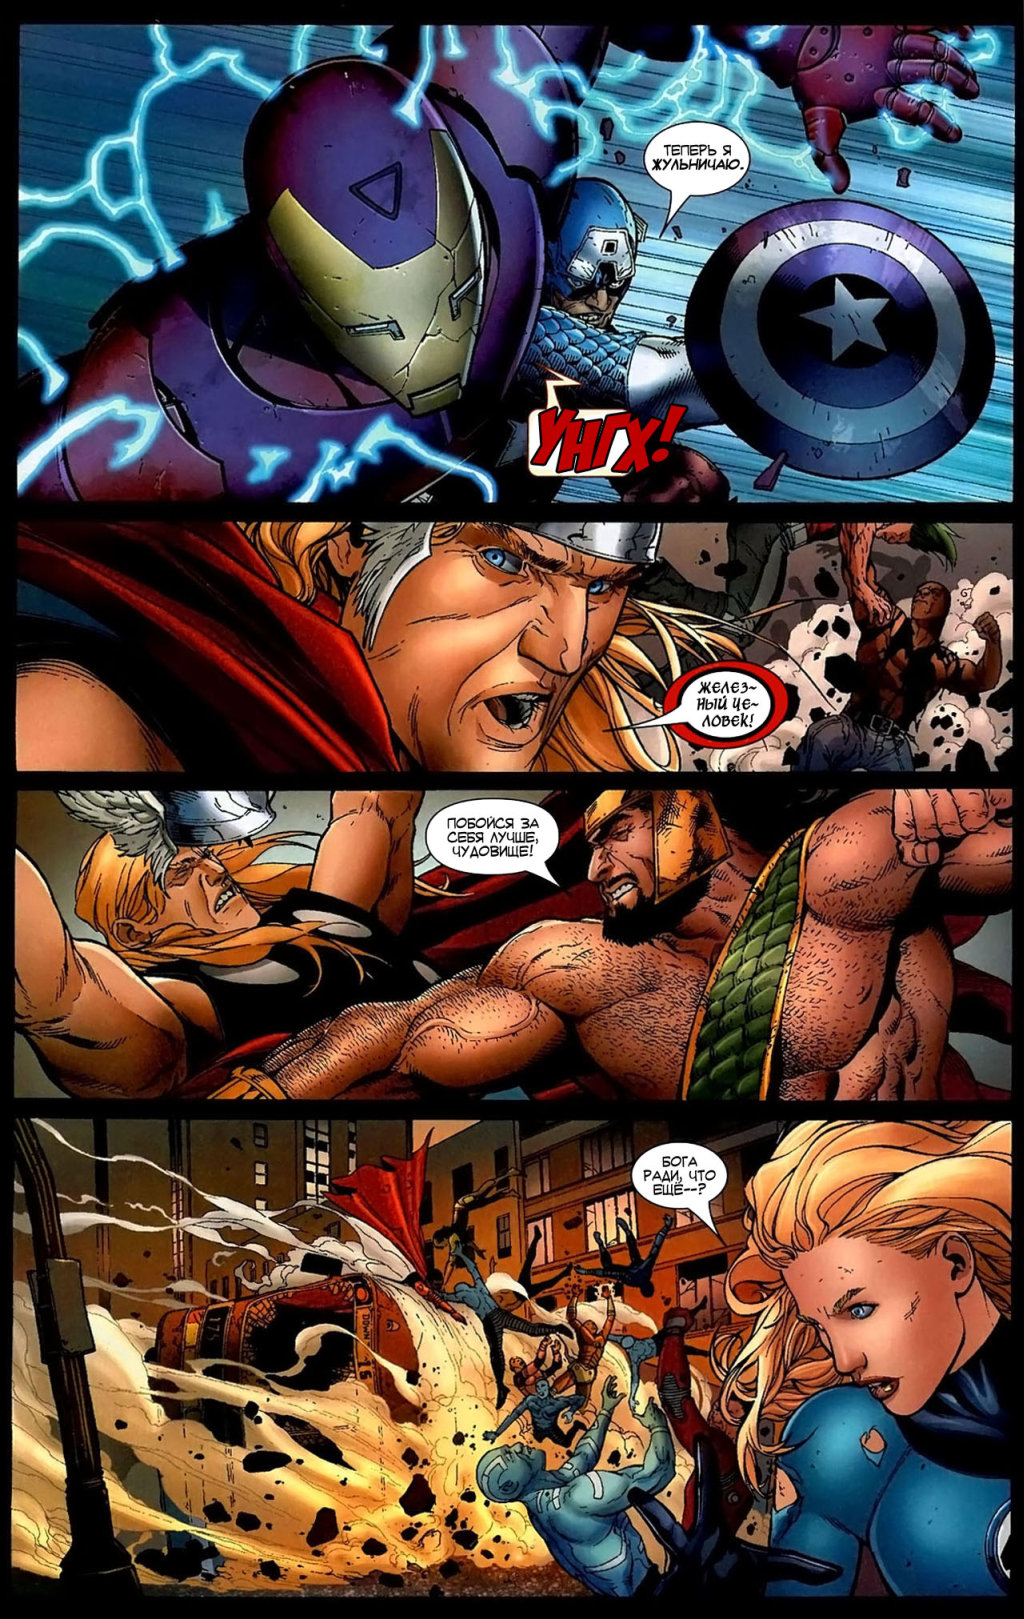 ТЕПЕРЬ Я
ЖУЛЬНИЧАЮ.
УНГХ!
ЖЕЛЕЗ-
НЫЙ ЧЕ-
ЛОВЕК!
ПОБОЙСЯ ЗА
СЕБЯ ЛУЧШЕ,
ЧУДОВИЩЕ!
БОГА
РАДИ, ЧТО
ЕЩЁ--?